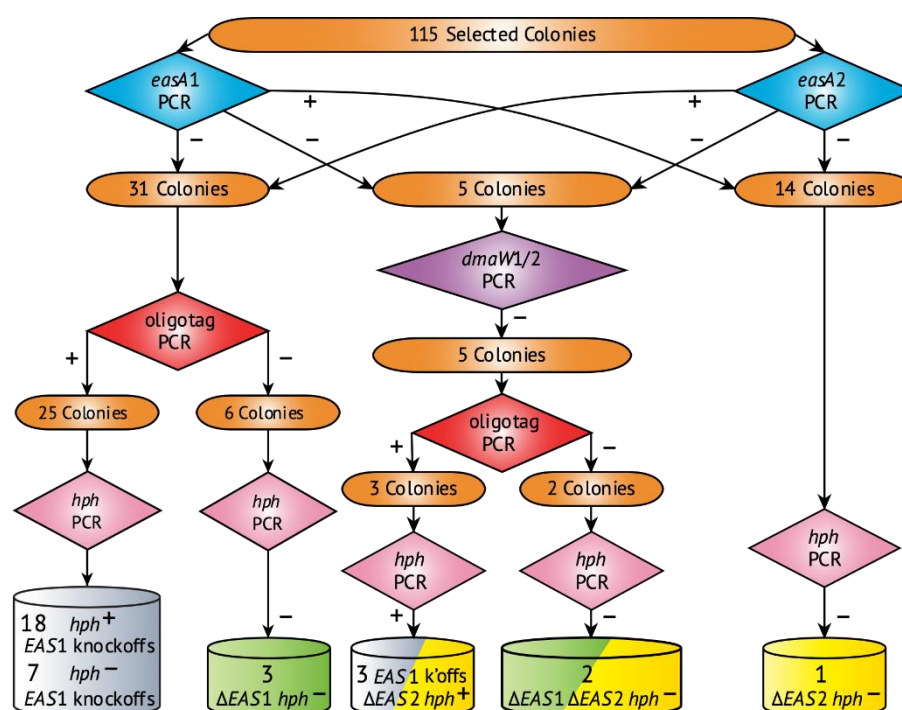 115 Selected Colonies
easA1
PCR
easA2
PCR
+
+
−
−
−
−
31 Colonies
5 Colonies
14 Colonies
dmaW1/2
PCR
−
oligotag
PCR
+
−
5 Colonies
25 Colonies
6 Colonies
oligotag
PCR
+
−
3 Colonies
2 Colonies
hph
PCR
hph
PCR
hph
PCR
hph
PCR
hph
PCR
−
+
−
−
18 hph+
EAS1 knockoffs
7 hph−
EAS1 knockoffs
3
ΔEAS1 hph−
3 EAS1 k'offs
ΔEAS2 hph+
2
ΔEAS1 ΔEAS2 hph−
1
ΔEAS2 hph−